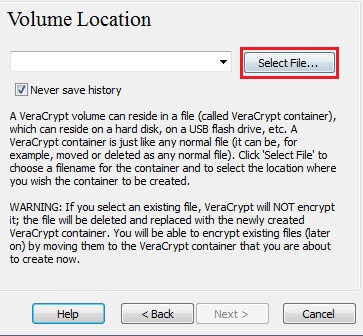 Volume Location
Select File...
Never save history
A VeraCrypt volume can reside in a file (called VeraCrypt container),
which can reside on a hard disk, on a USB flash drive, etc. A
VeraCrypt container is just like any normal file (it can be, for
example, moved or deleted as any normal file). Click 'Select File' to
choose a filename for the container and to select the location where
you wish the container to be created.
WARNING: If you select an existing file, VeraCrypt will NOT encrypt
it; the file will be deleted and replaced with the newly created
VeraCrypt container. You will be able to encrypt existing files (later
on) by moving them to the VeraCrypt container that you are about
to create now.
Help
< Back
Next >
Cancel